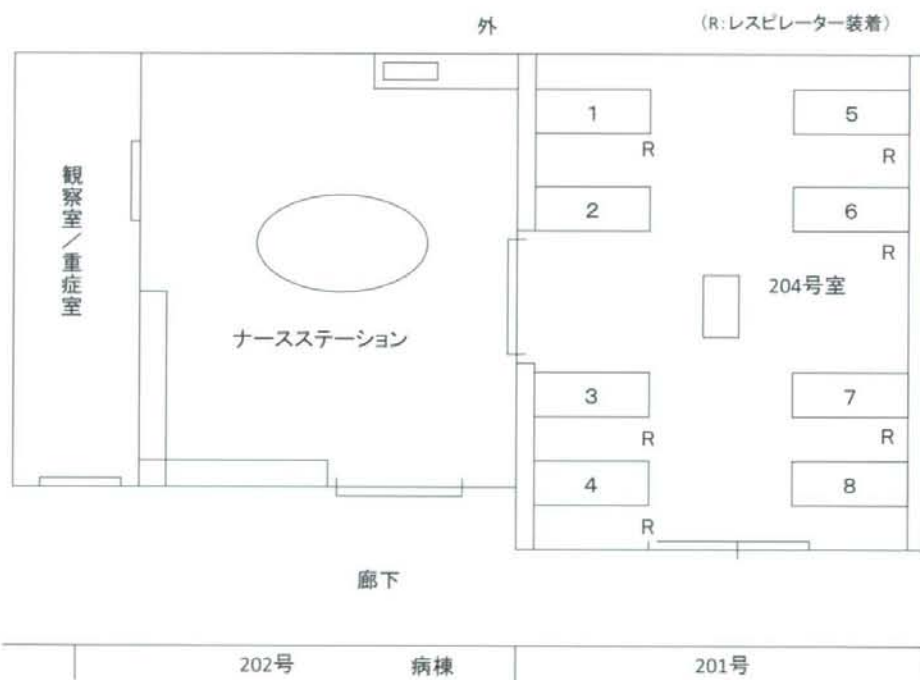 外
(R:レスピレーター装着)
観察室/重症室
ナースステーション
1
R
2
3
R
4
R
5
R
6
R
204号室
7
R
8
廊下
202号
病棟
201号